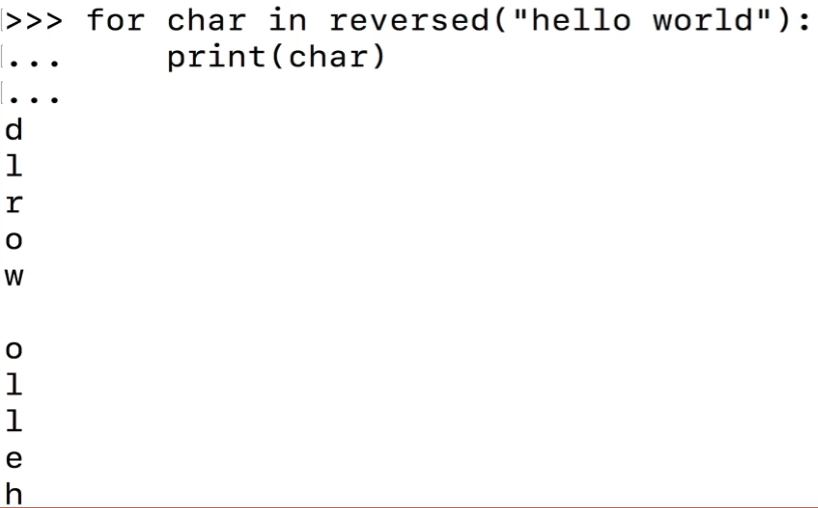 >>> for char in reversed("hello world"):
...     print(char)
...
d
l
r
o
w

o
l
l
e
h